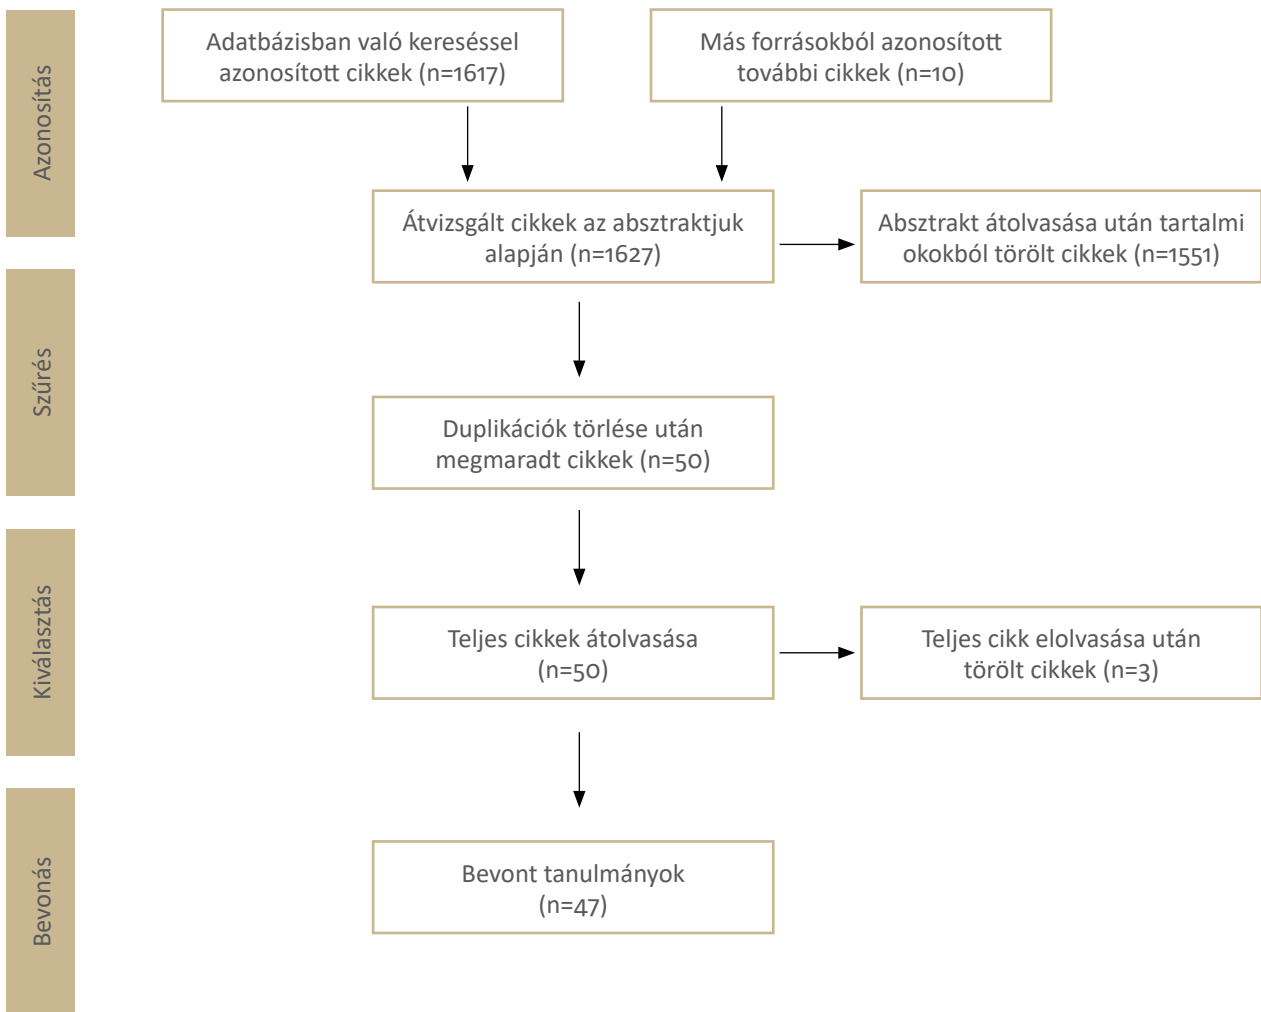 Azonosítás
Adatbázisban való kereséssel
azonosított cikkek (n=1617)
Más forrásokból azonosított
további cikkek (n=10)
Átvizsgált cikkek az absztraktjuk
alapján (n=1627)
Absztrakt átolvasása után tartalmi
okokból törölt cikkek (n=1551)
Szűrés
Duplikációk törlése után
megmaradt cikkek (n=50)
Kiválasztás
Teljes cikkek átolvasása
(n=50)
Teljes cikk elolvasása után
törölt cikkek (n=3)
Bevonás
Bevont tanulmányok
(n=47)